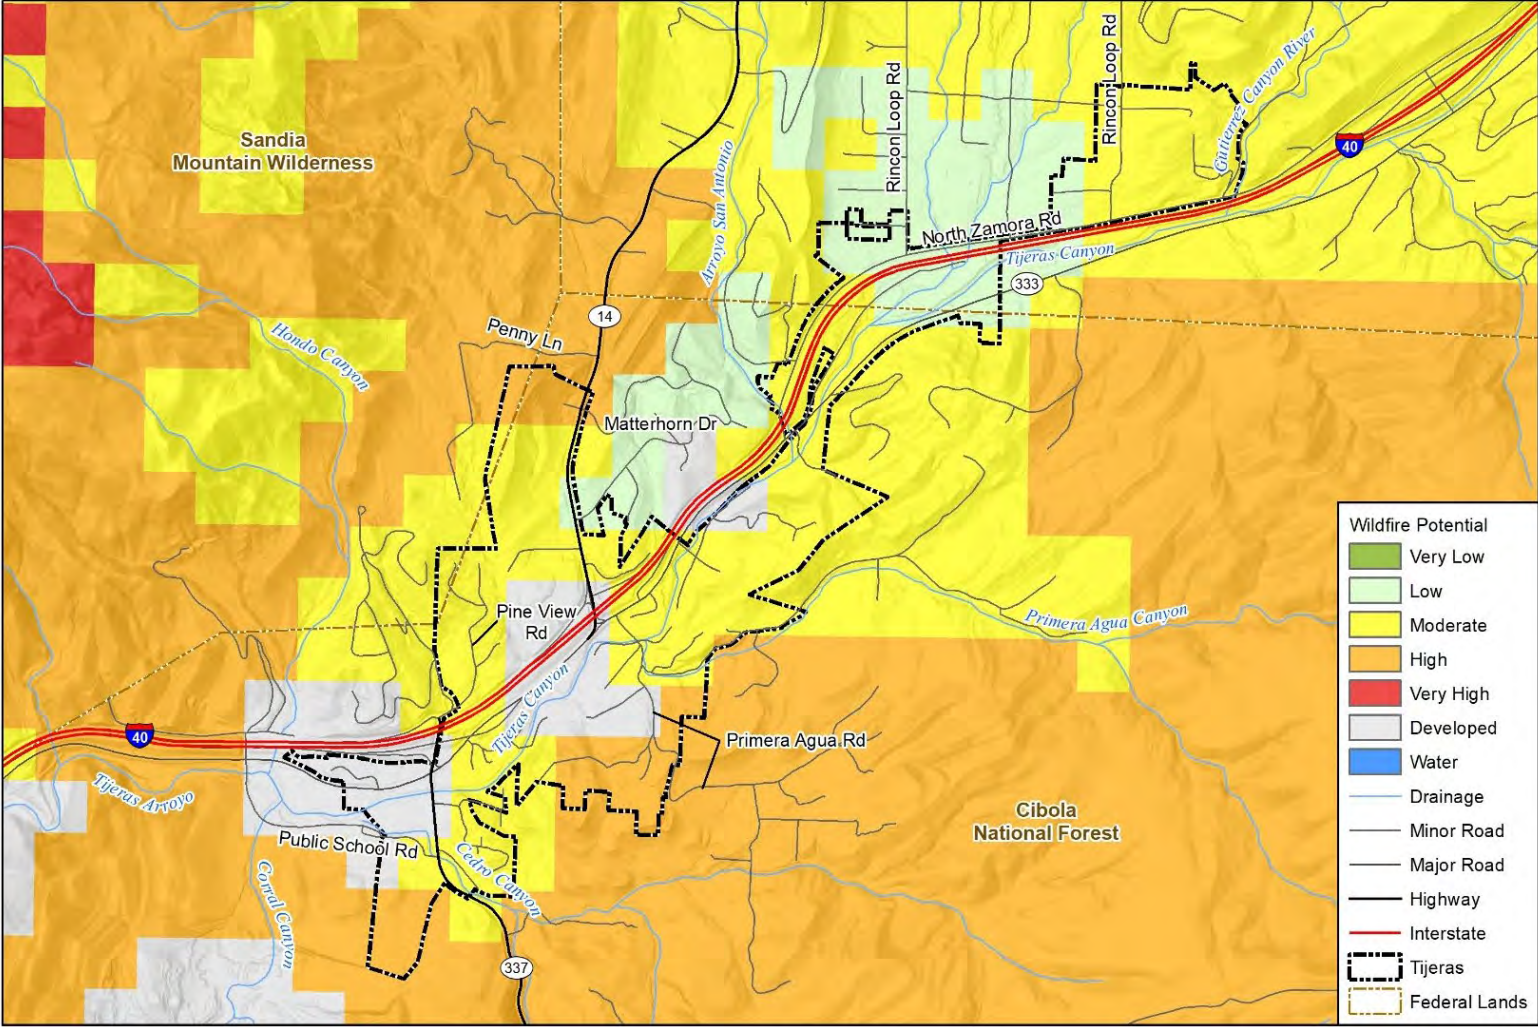 Rincon Loop Rd
Rincon Loop Rd
Gutierrez Canyon River
40
Sandia
Mountain Wilderness
Arroyo San Antonio
North Zamora Rd
Tijeras Canyon
333
14
Penny Ln
Hondo Canyon
Matterhorn Dr
Pine View
Rd
Primera Agua Canyon
Tijeras Canyon
40
Primera Agua Rd
Tijeras Arroyo
Public School Rd
Cibola
National Forest
Cedro Canyon
Corral Canyon
337
Wildfire Potential
Very Low
Low
Moderate
High
Very High
Developed
Water
Drainage
Minor Road
Major Road
Highway
Interstate
Tijeras
Federal Lands